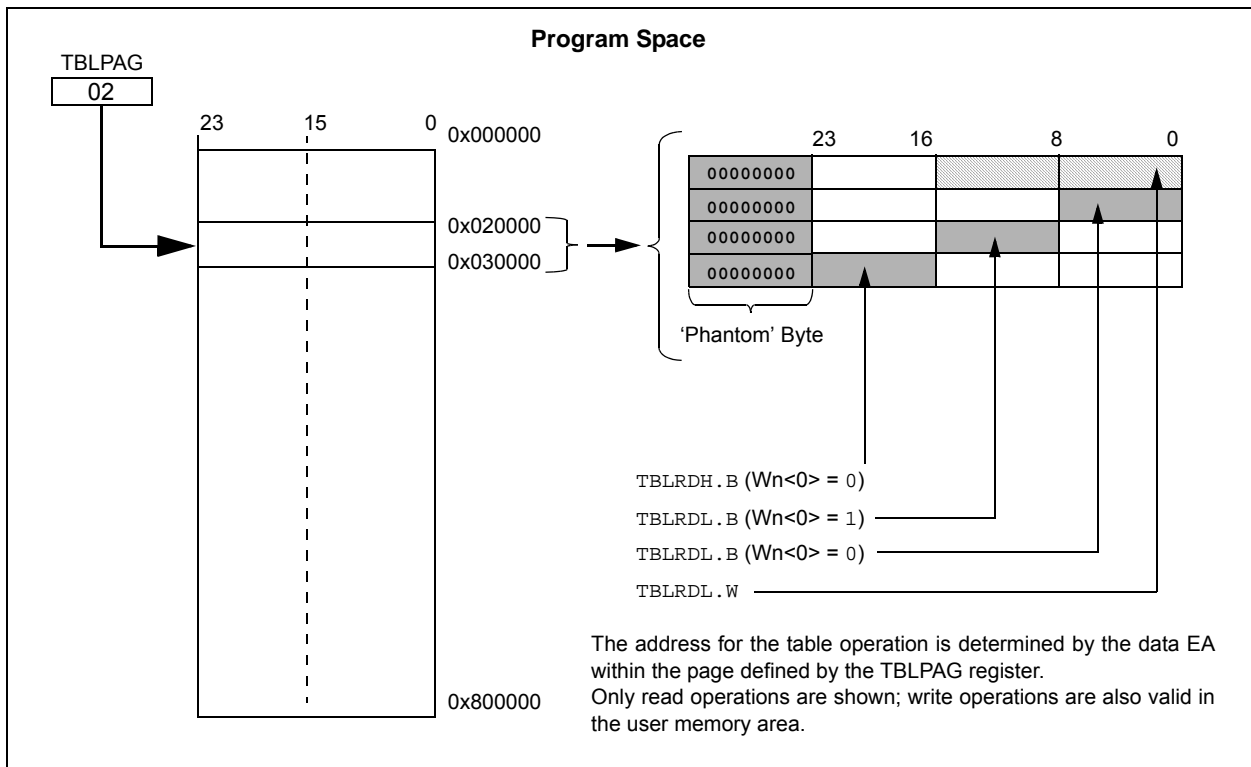 Program Space
TBLPAG
02
23 15 0
0x000000
0x020000
0x030000
0x800000
23 16 8 0
00000000
00000000
00000000
00000000
‘Phantom’ Byte
TBLRDH.B (Wn<0> = 0)
TBLRDL.B (Wn<0> = 1)
TBLRDL.B (Wn<0> = 0)
TBLRDL.W
The address for the table operation is determined by the data EA
within the page defined by the TBLPAG register.
Only read operations are shown; write operations are also valid in
the user memory area.